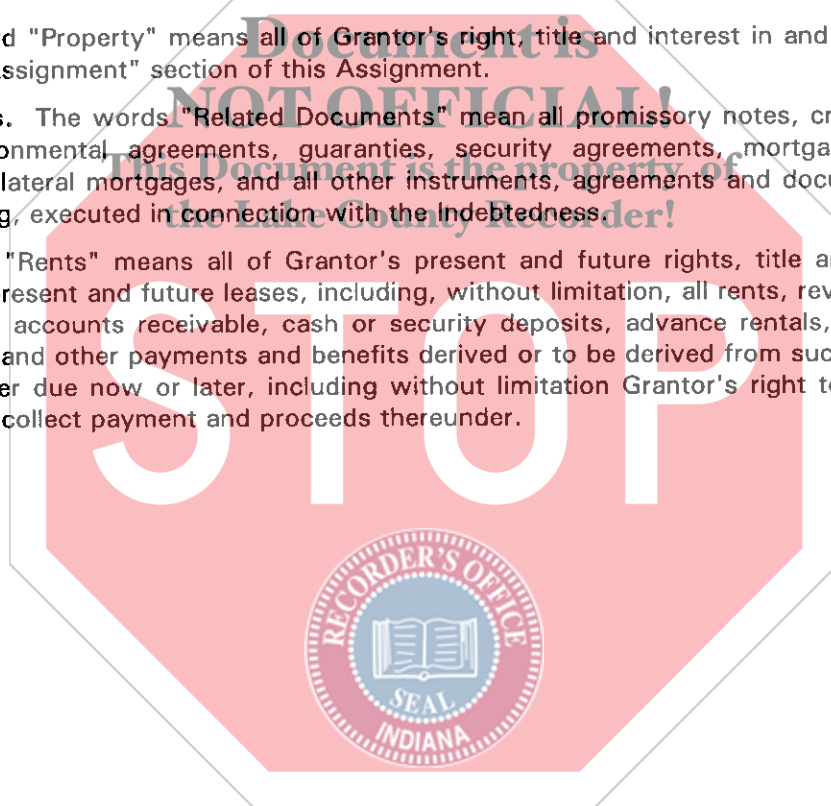 Document is
d "Property" means all of Grantor's right, title and interest in and
ssignment" section of this Assignment.
NOT OFFICIAL!
s. The words "Related Documents" mean all promissory notes, cr
onmental agreements, guaranties, security agreements, mortga
This Document is the property of
lateral mortgages, and all other instruments, agreements and docu
the Lake County Recorder!
g, executed in connection with the Indebtedness.
"Rents" means all of Grantor's present and future rights, title a
resent and future leases, including, without limitation, all rents, rev
accounts receivable, cash or security deposits, advance rentals,
and other payments and benefits derived or to be derived from suc
er due now or later, including without limitation Grantor's right t
collect payment and proceeds thereunder.
STOP
RECORDER'S OFFICE
SEAL
INDIANA